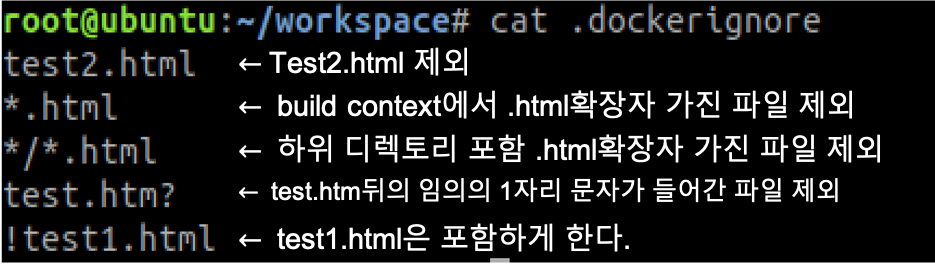 root@ubuntu:~/workspace# cat .dockerignore
test2.html ← Test2.html 제외
*.html ← build context에서 .html확장자 가진 파일 제외
*/*.html ← 하위 디렉토리 포함 .html확장자 가진 파일 제외
test.htm? ← test.htm뒤의 임의의 1자리 문자가 들어간 파일 제외
!test1.html ← test1.html은 포함하게 한다.